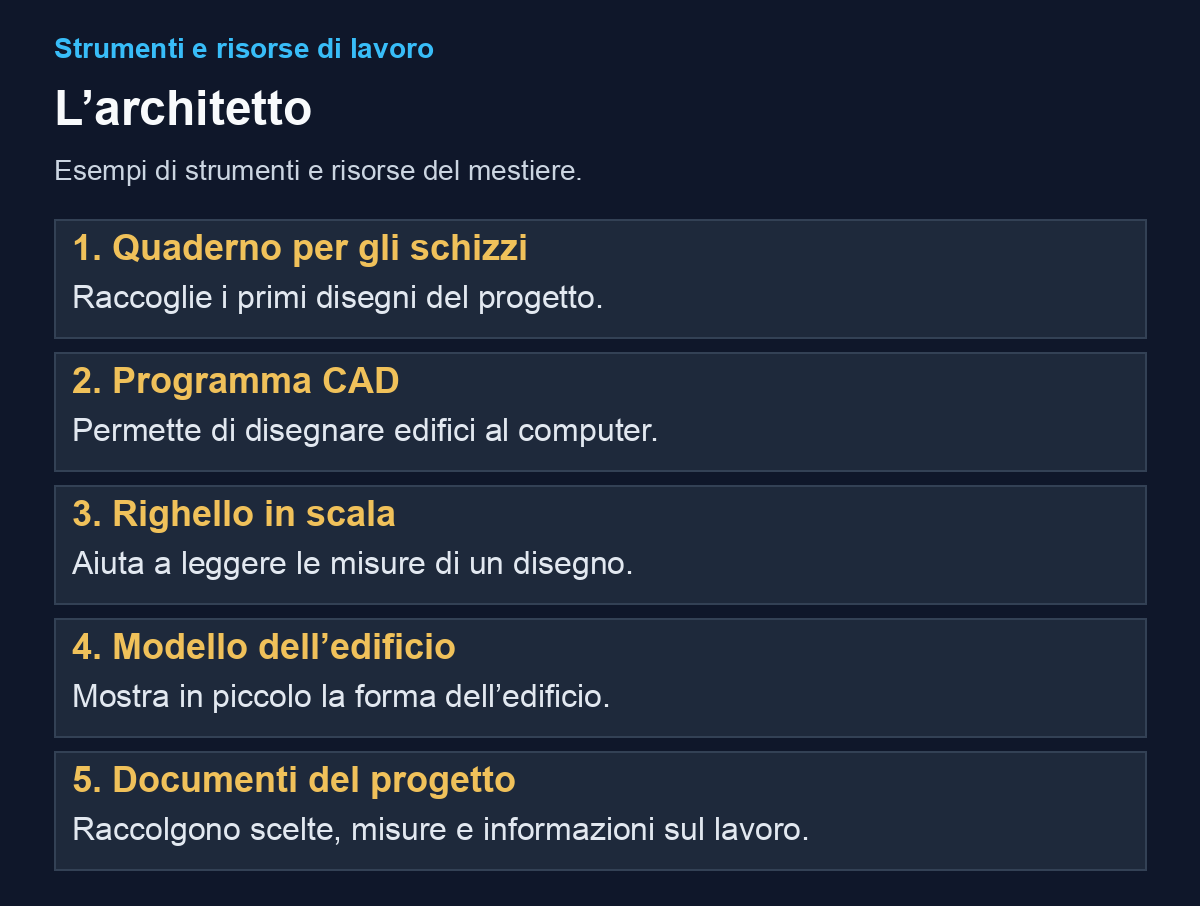 Strumenti e risorse di lavoro
L’architetto
Esempi di strumenti e risorse del mestiere.
1. Quaderno per gli schizzi
Raccoglie i primi disegni del progetto.
2. Programma CAD
Permette di disegnare edifici al computer.
3. Righello in scala
Aiuta a leggere le misure di un disegno.
4. Modello dell’edificio
Mostra in piccolo la forma dell’edificio.
5. Documenti del progetto
Raccolgono scelte, misure e informazioni sul lavoro.